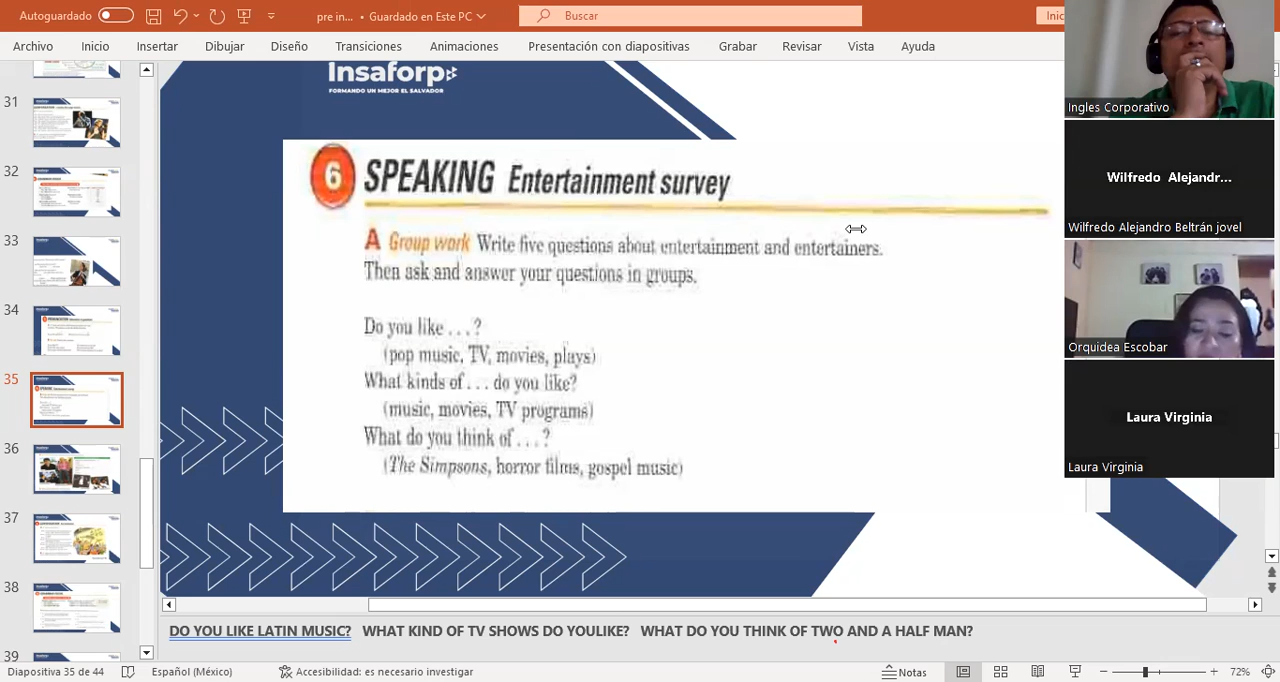 Autoguardado
pre in... • Guardado en Este PC
Buscar
Inic
Archivo Inicio Insertar Dibujar Diseño Transiciones Animaciones Presentación con diapositivas Grabar Revisar Vista Ayuda
31
32
33
34
35
36
37
38
39
Insaforp
FORMANDO UN MEJOR EL SALVADOR
6 SPEAKING Entertainment survey
A Group work Write five questions about entertainment and entertainers.
Then ask and answer your questions in groups.
Do you like . . . ?
(pop music, TV, movies, plays)
What kinds of . . . do you like?
(music, movies, TV programs)
What do you think of . . . ?
(The Simpsons, horror films, gospel music)
Ingles Corporativo
Wilfredo Alejandr...
Wilfredo Alejandro Beltrán jovel
Orquidea Escobar
Laura Virginia
Laura Virginia
DO YOU LIKE LATIN MUSIC? WHAT KIND OF TV SHOWS DO YOULIKE? WHAT DO YOU THINK OF TWO AND A HALF MAN?
Diapositiva 35 de 44 Español (México) Accesibilidad: es necesario investigar Notas 72%